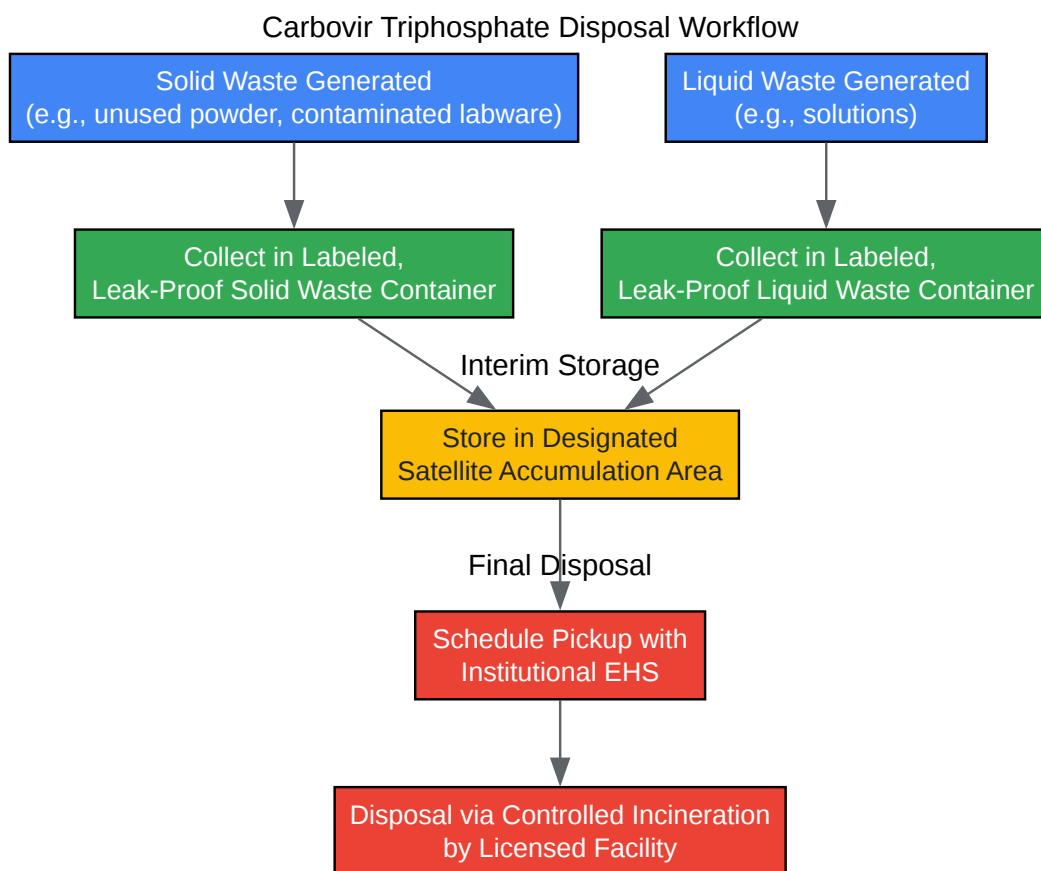 Carbovir Triphosphate Disposal Workflow
Solid Waste Generated
(e.g., unused powder, contaminated labware)
Liquid Waste Generated
(e.g., solutions)
Collect in Labeled,
Leak-Proof Solid Waste Container
Collect in Labeled,
Leak-Proof Liquid Waste Container
Interim Storage
Store in Designated
Satellite Accumulation Area
Final Disposal
Schedule Pickup with
Institutional EHS
Disposal via Controlled Incineration
by Licensed Facility